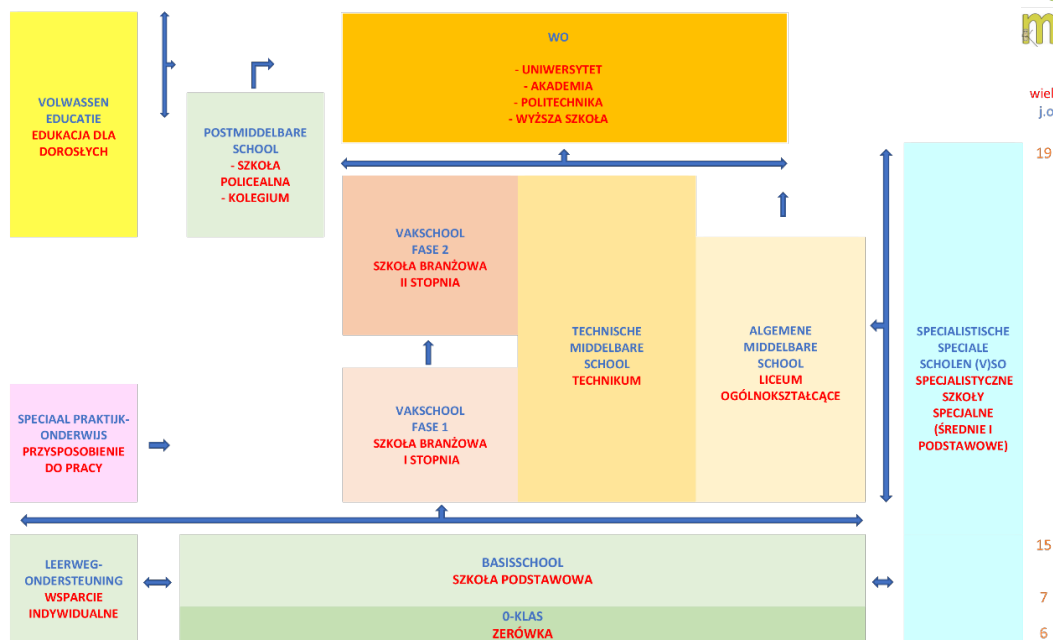 VOLWASSEN
EDUCATIE
EDUKACJA DLA
DOROSŁYCH
POSTMIDDELBARE
SCHOOL
- SZKOŁA
POLICEALNA
- KOLEGIUM
WO
- UNIWERSYTET
- AKADEMIA
- POLITECHNIKA
- WYŻSZA SZKOŁA
m
wiel
j.o
19
VAKSCHOOL
FASE 2
SZKOŁA BRANŻOWA
II STOPNIA
TECHNISCHE
MIDDELBARE
SCHOOL
TECHNIKUM
ALGEMENE
MIDDELBARE
SCHOOL
LICEUM
OGÓLNOKSZTAŁCĄCE
SPECIALISTISCHE
SPECIALE
SCHOLEN (V)SO
SPECJALISTYCZNE
SZKOŁY
SPECJALNE
(ŚREDNIE I
PODSTAWOWE)
SPECIAAL PRAKTIJK-
ONDERWIJS
PRZYSPOSOBIENIE
DO PRACY
VAKSCHOOL
FASE 1
SZKOŁA BRANŻOWA
I STOPNIA
LEERWEG-
ONDERSTEUNING
WSPARCIE
INDYWIDUALNE
BASISSCHOOL
SZKOŁA PODSTAWOWA
0-KLAS
ZERÓWKA
15
7
6